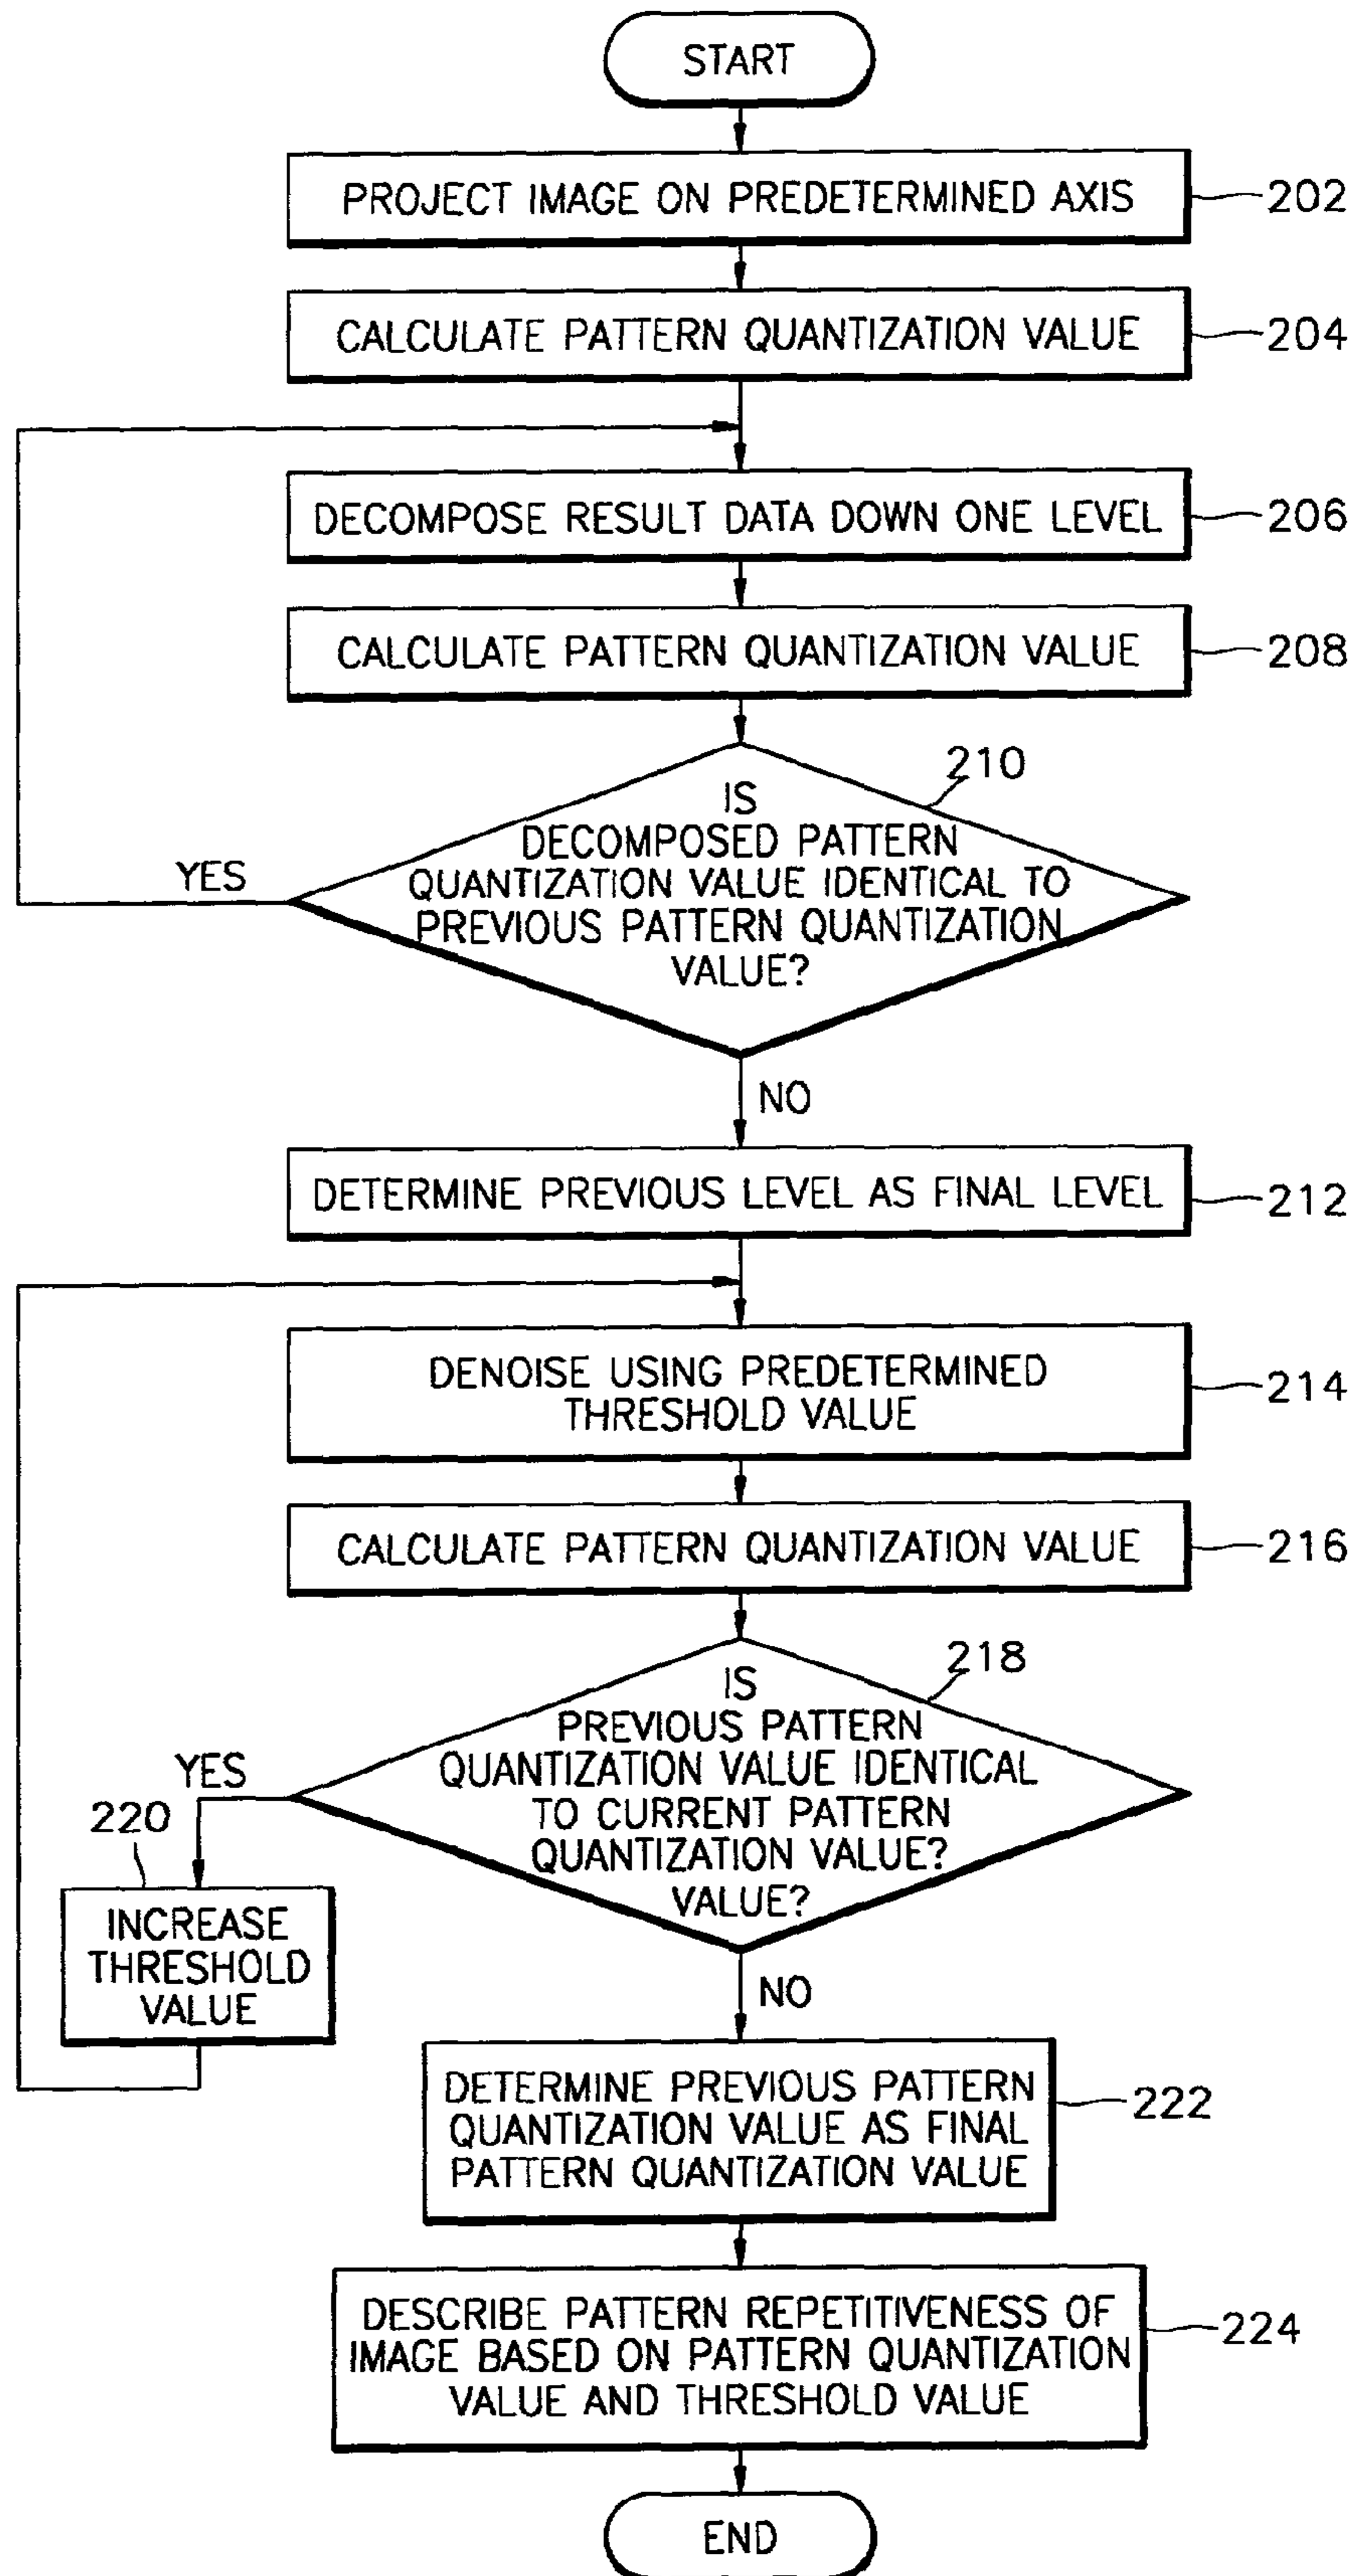 START
PROJECT IMAGE ON PREDETERMINED AXIS
202
CALCULATE PATTERN QUANTIZATION VALUE
204
DECOMPOSE RESULT DATA DOWN ONE LEVEL
206
CALCULATE PATTERN QUANTIZATION VALUE
208
210
IS
DECOMPOSED PATTERN
QUANTIZATION VALUE IDENTICAL TO
PREVIOUS PATTERN QUANTIZATION
VALUE?
YES
NO
DETERMINE PREVIOUS LEVEL AS FINAL LEVEL
212
DENOISE USING PREDETERMINED
THRESHOLD VALUE
214
CALCULATE PATTERN QUANTIZATION VALUE
216
218
IS
PREVIOUS PATTERN
QUANTIZATION VALUE IDENTICAL
TO CURRENT PATTERN
QUANTIZATION VALUE?
VALUE?
YES
220
INCREASE
THRESHOLD
VALUE
NO
DETERMINE PREVIOUS PATTERN
QUANTIZATION VALUE AS FINAL
PATTERN QUANTIZATION VALUE
222
DESCRIBE PATTERN REPETITIVENESS OF
IMAGE BASED ON PATTERN QUANTIZATION
VALUE AND THRESHOLD VALUE
224
END